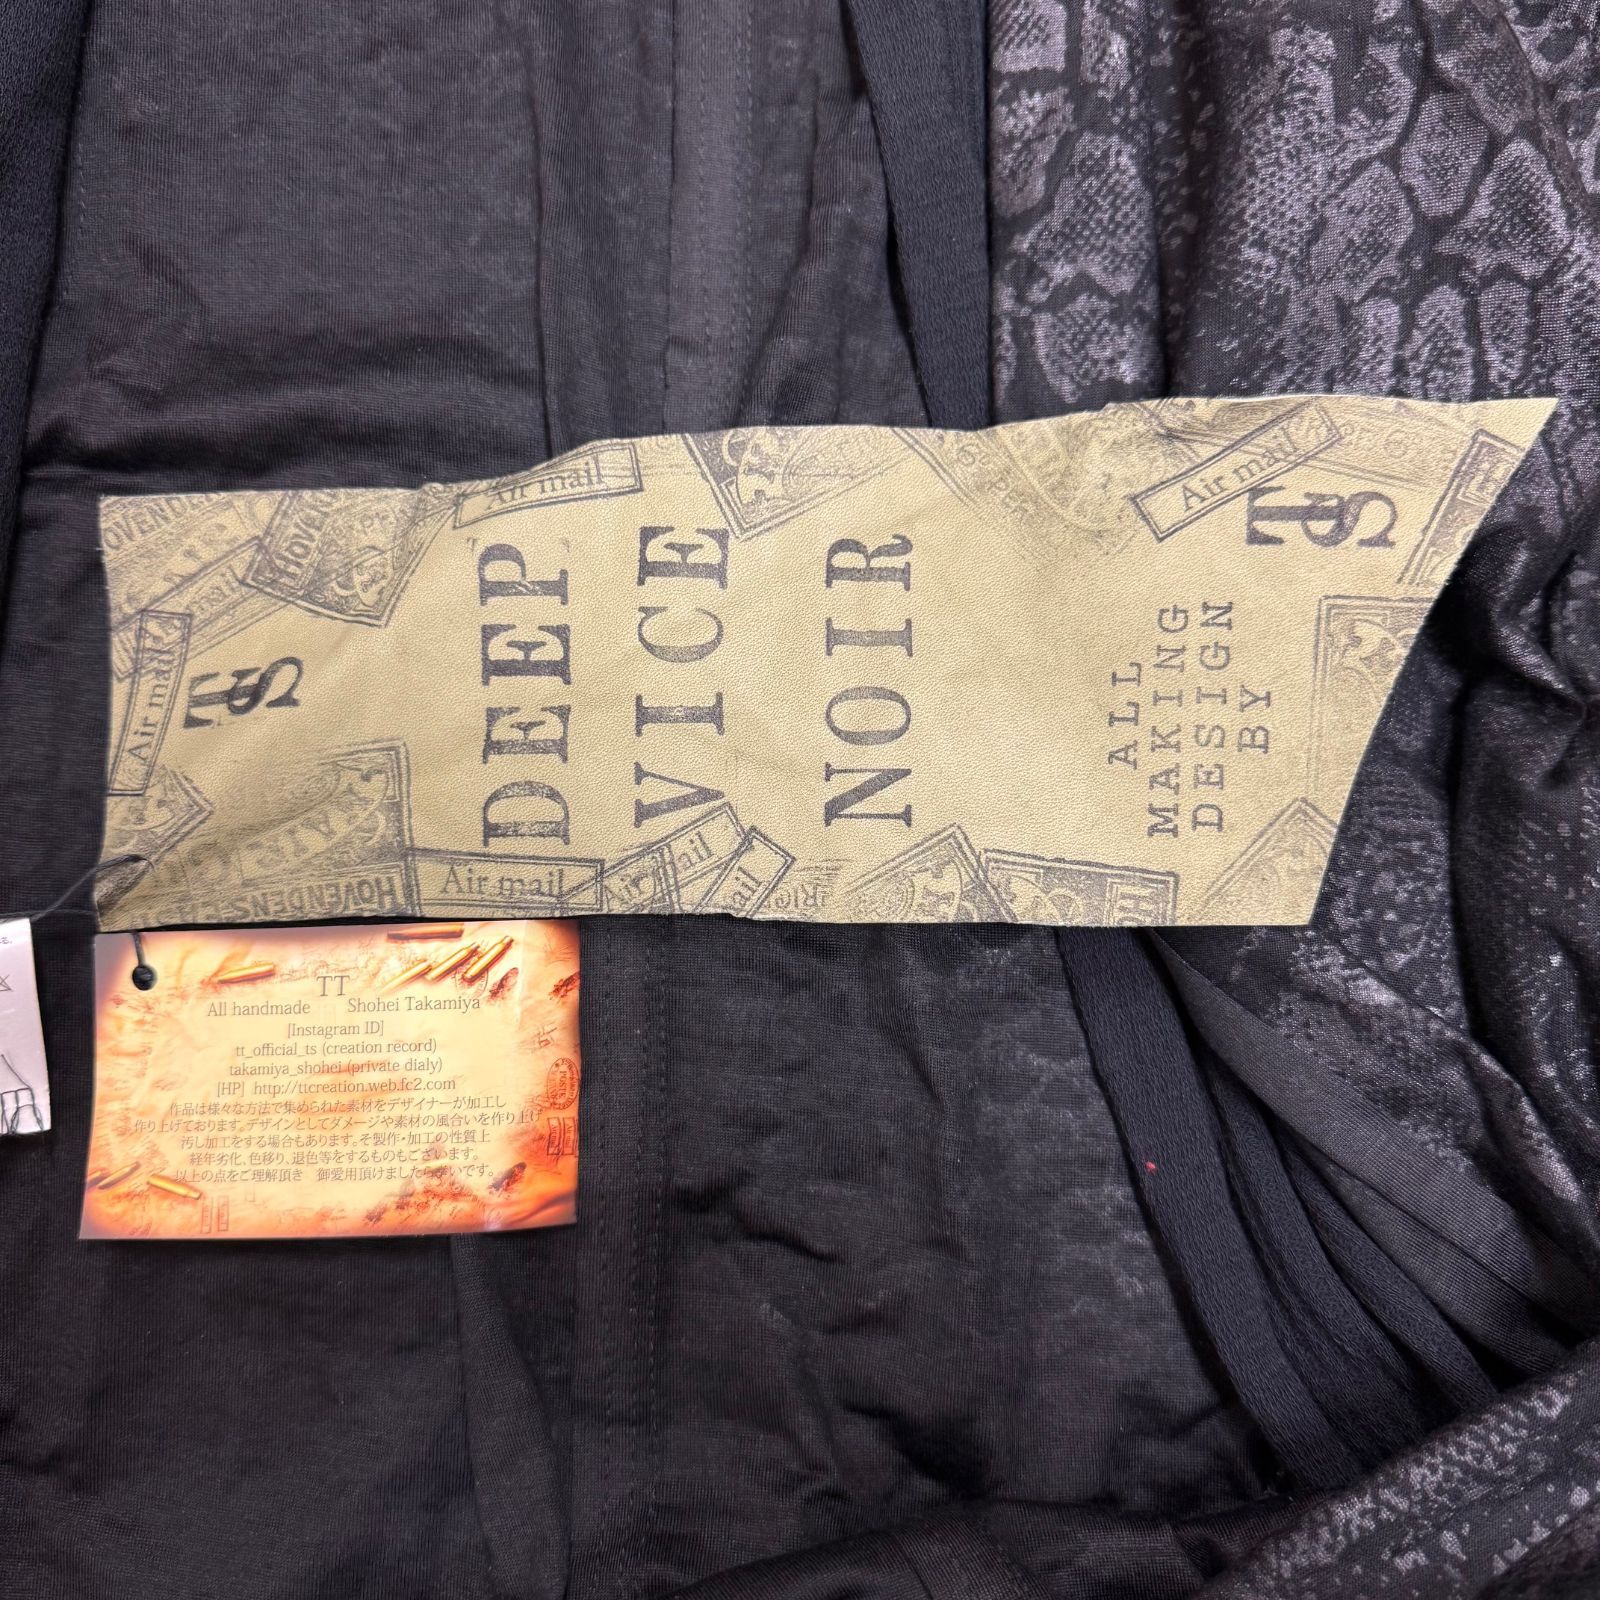 HOVENDEN
HOVENDEN
Air mail
Air mail
TS
DEEP
VICE
NOIR
ALL
MAKING
DESIGN
BY
TS
Air mail
Air mail
Air mail
HOVENDENS
TT
All handmade Shohei Takamiya
[Instagram ID]
tt_official_ts (creation record)
takamiya_shohei (private dialy)
[HP] http://ttcreation.web.fc2.com
作品は様々な方法で集められた素材をデザイナーが加工し
作り上げております。デザインとしてダメージや素材の風合いを作り上げ
汚し加工をする場合もあります。そ製作・加工の性質上
経年劣化、色移り、退色等をするものもございます。
以上の点をご理解頂き 御愛用頂けましたら幸いです。